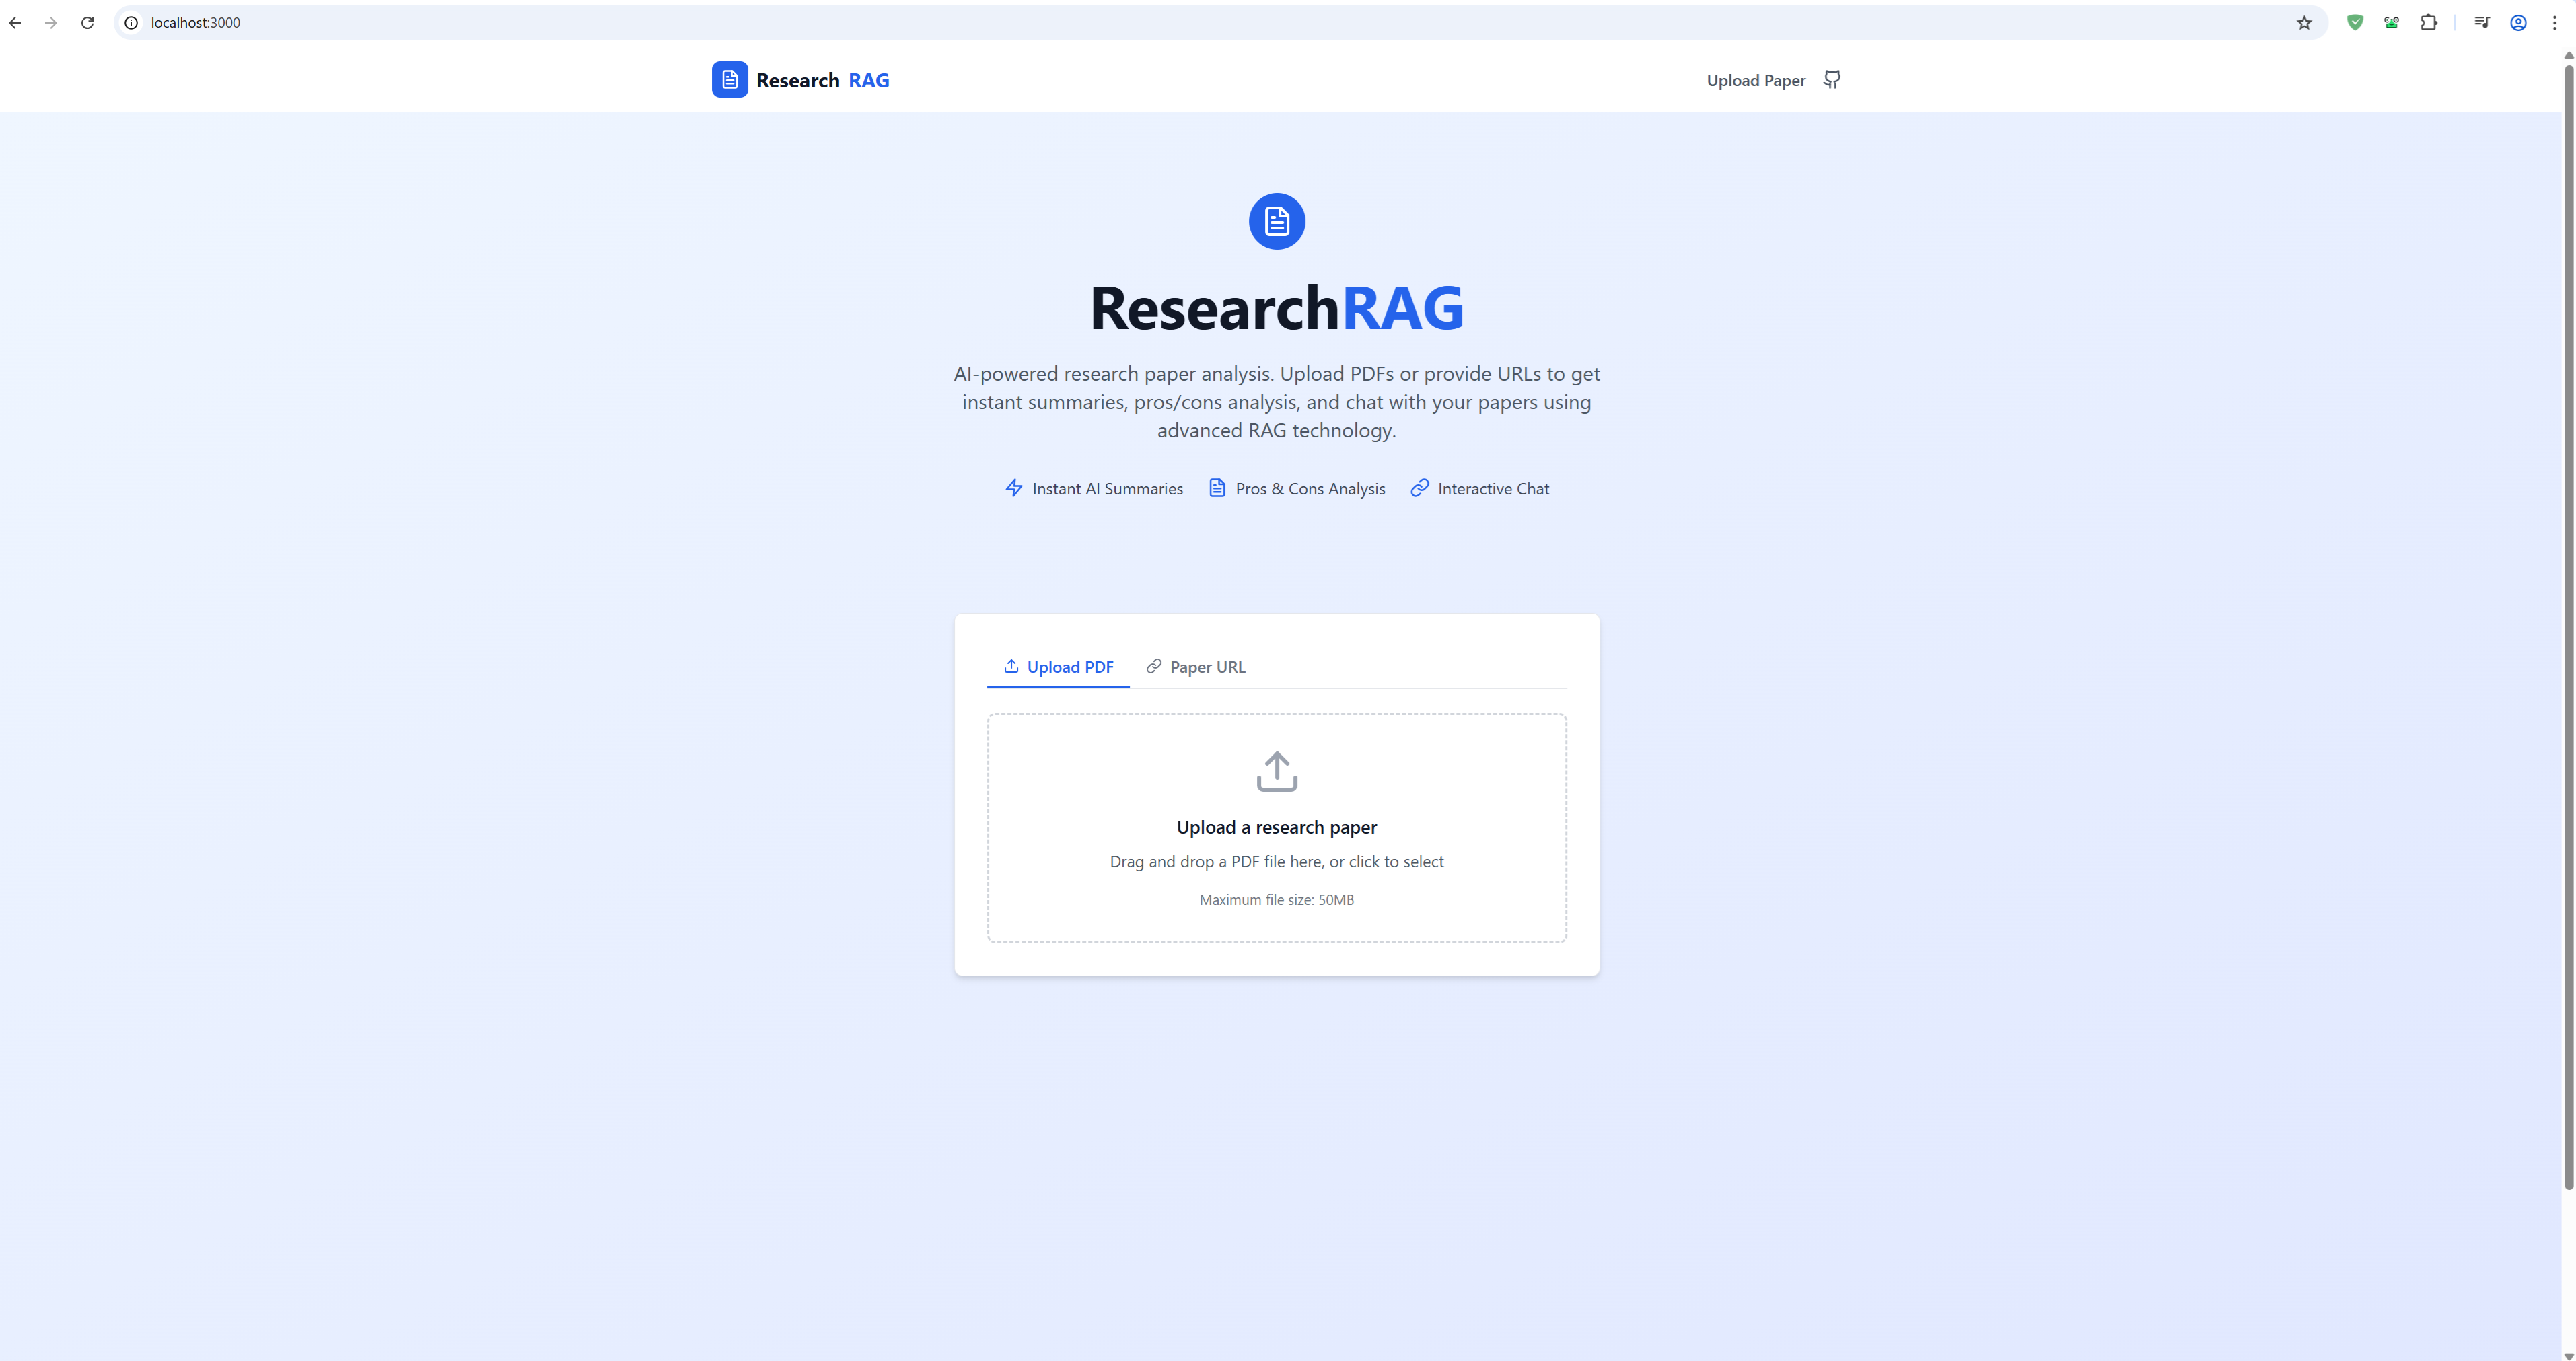 localhost:3000
Research RAG
Upload Paper
ResearchRAG
AI-powered research paper analysis. Upload PDFs or provide URLs to get
instant summaries, pros/cons analysis, and chat with your papers using
advanced RAG technology.
Instant AI Summaries
Pros & Cons Analysis
Interactive Chat
Upload PDF
Paper URL
Upload a research paper
Drag and drop a PDF file here, or click to select
Maximum file size: 50MB